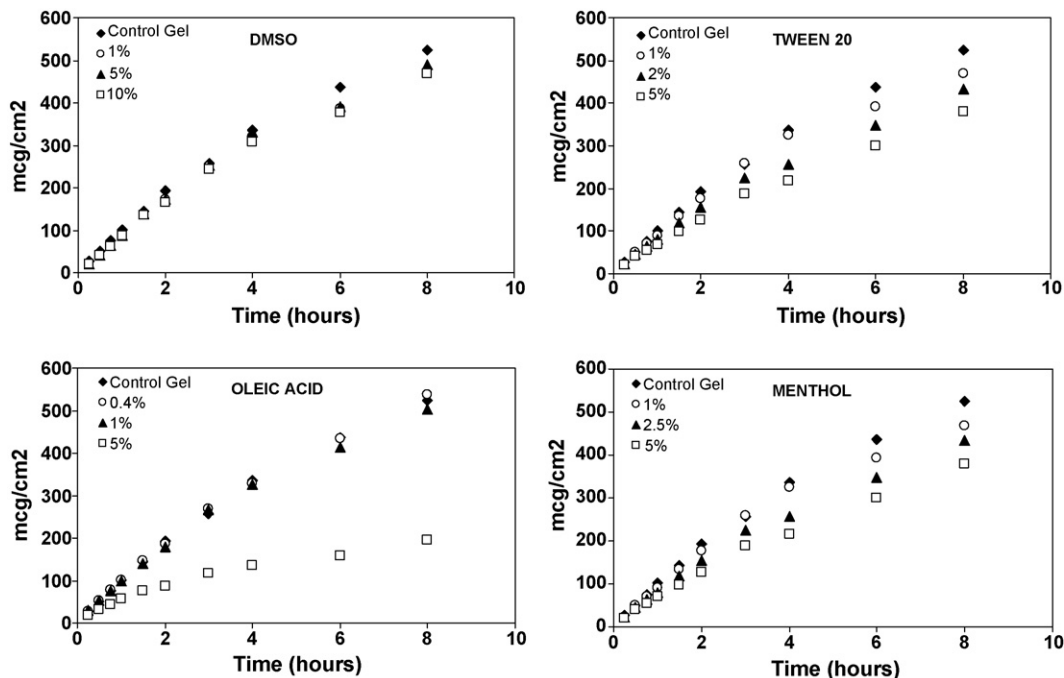 DMSO
Control Gel
1%
5%
10%
mcg/cm2
600
500
400
300
200
100
0
0 2 4 6 8 10
Time (hours)
TWEEN 20
Control Gel
1%
2%
5%
mcg/cm2
600
500
400
300
200
100
0
0 2 4 6 8 10
Time (hours)
OLEIC ACID
Control Gel
0.4%
1%
5%
mcg/cm2
600
500
400
300
200
100
0
0 2 4 6 8 10
Time (hours)
MENTHOL
Control Gel
1%
2.5%
5%
mcg/cm2
600
500
400
300
200
100
0
0 2 4 6 8 10
Time (hours)